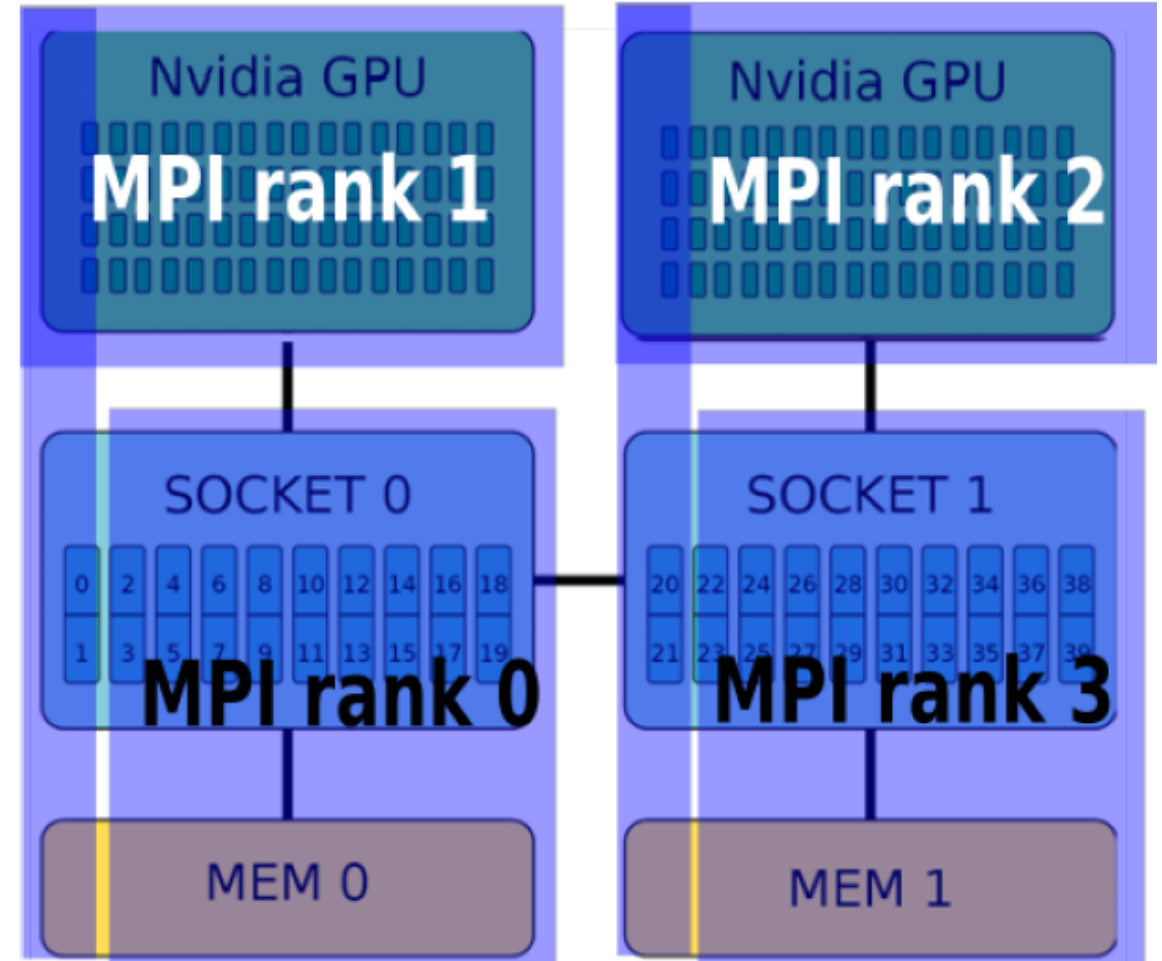 Nvidia GPU
MPI rank 1
Nvidia GPU
MPI rank 2
SOCKET 0
0 2 4 6 8 10 12 14 16 18
1 3 5 7 9 11 13 15 17 19
MPI rank 0
SOCKET 1
20 22 24 26 28 30 32 34 36 38
21 23 25 27 29 31 33 35 37 39
MPI rank 3
MEM 0
MEM 1